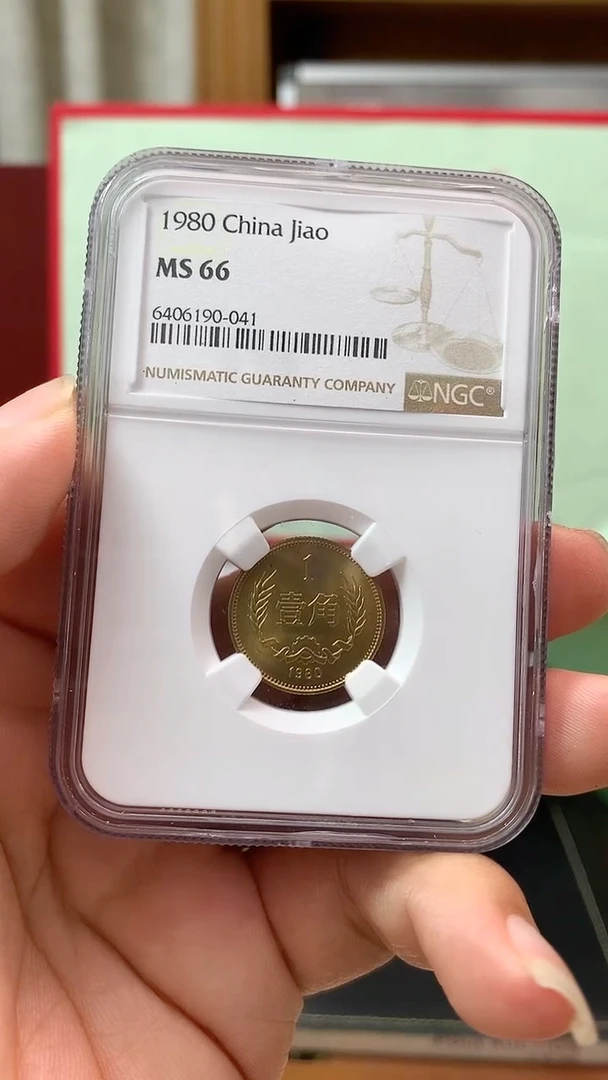 1980 China Jiao
MS 66
6406190-041
NUMISMATIC GUARANTY COMPANY
NGC®
1
壹角
1980